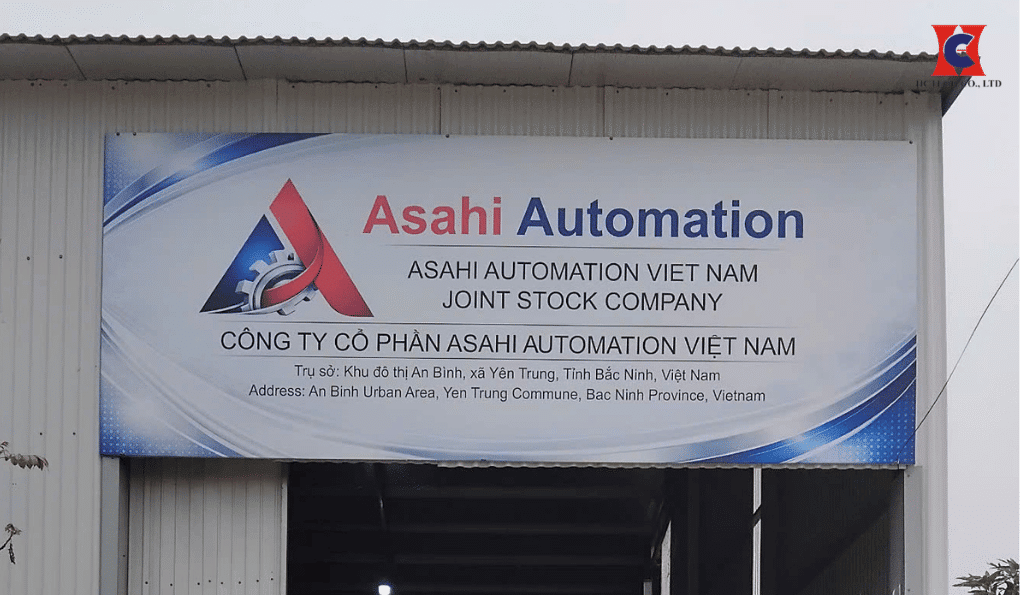 Asahi Automation
ASAHI AUTOMATION VIET NAM
JOINT STOCK COMPANY
CÔNG TY CỔ PHẦN ASAHI AUTOMATION VIỆT NAM
Trụ sở: Khu đô thị An Bình, xã Yên Trung, Tỉnh Bắc Ninh, Việt Nam
Address: An Binh Urban Area, Yen Trung Commune, Bac Ninh Province, Vietnam
CO., LTD